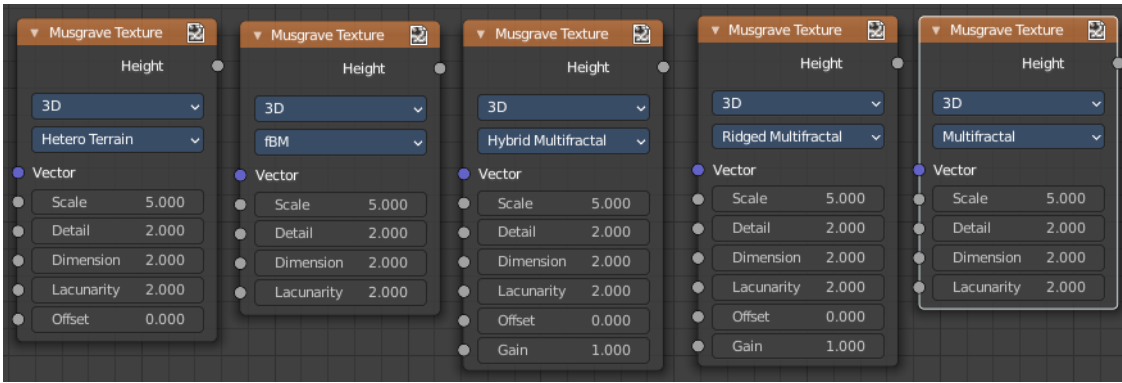 Musgrave Texture
Height
3D
Hetero Terrain
Vector
Scale 5.000
Detail 2.000
Dimension 2.000
Lacunarity 2.000
Offset 0.000
Musgrave Texture
Height
3D
fBM
Vector
Scale 5.000
Detail 2.000
Dimension 2.000
Lacunarity 2.000
Musgrave Texture
Height
3D
Hybrid Multifractal
Vector
Scale 5.000
Detail 2.000
Dimension 2.000
Lacunarity 2.000
Offset 0.000
Gain 1.000
Musgrave Texture
Height
3D
Ridged Multifractal
Vector
Scale 5.000
Detail 2.000
Dimension 2.000
Lacunarity 2.000
Offset 0.000
Gain 1.000
Musgrave Texture
Height
3D
Multifractal
Vector
Scale 5.000
Detail 2.000
Dimension 2.000
Lacunarity 2.000